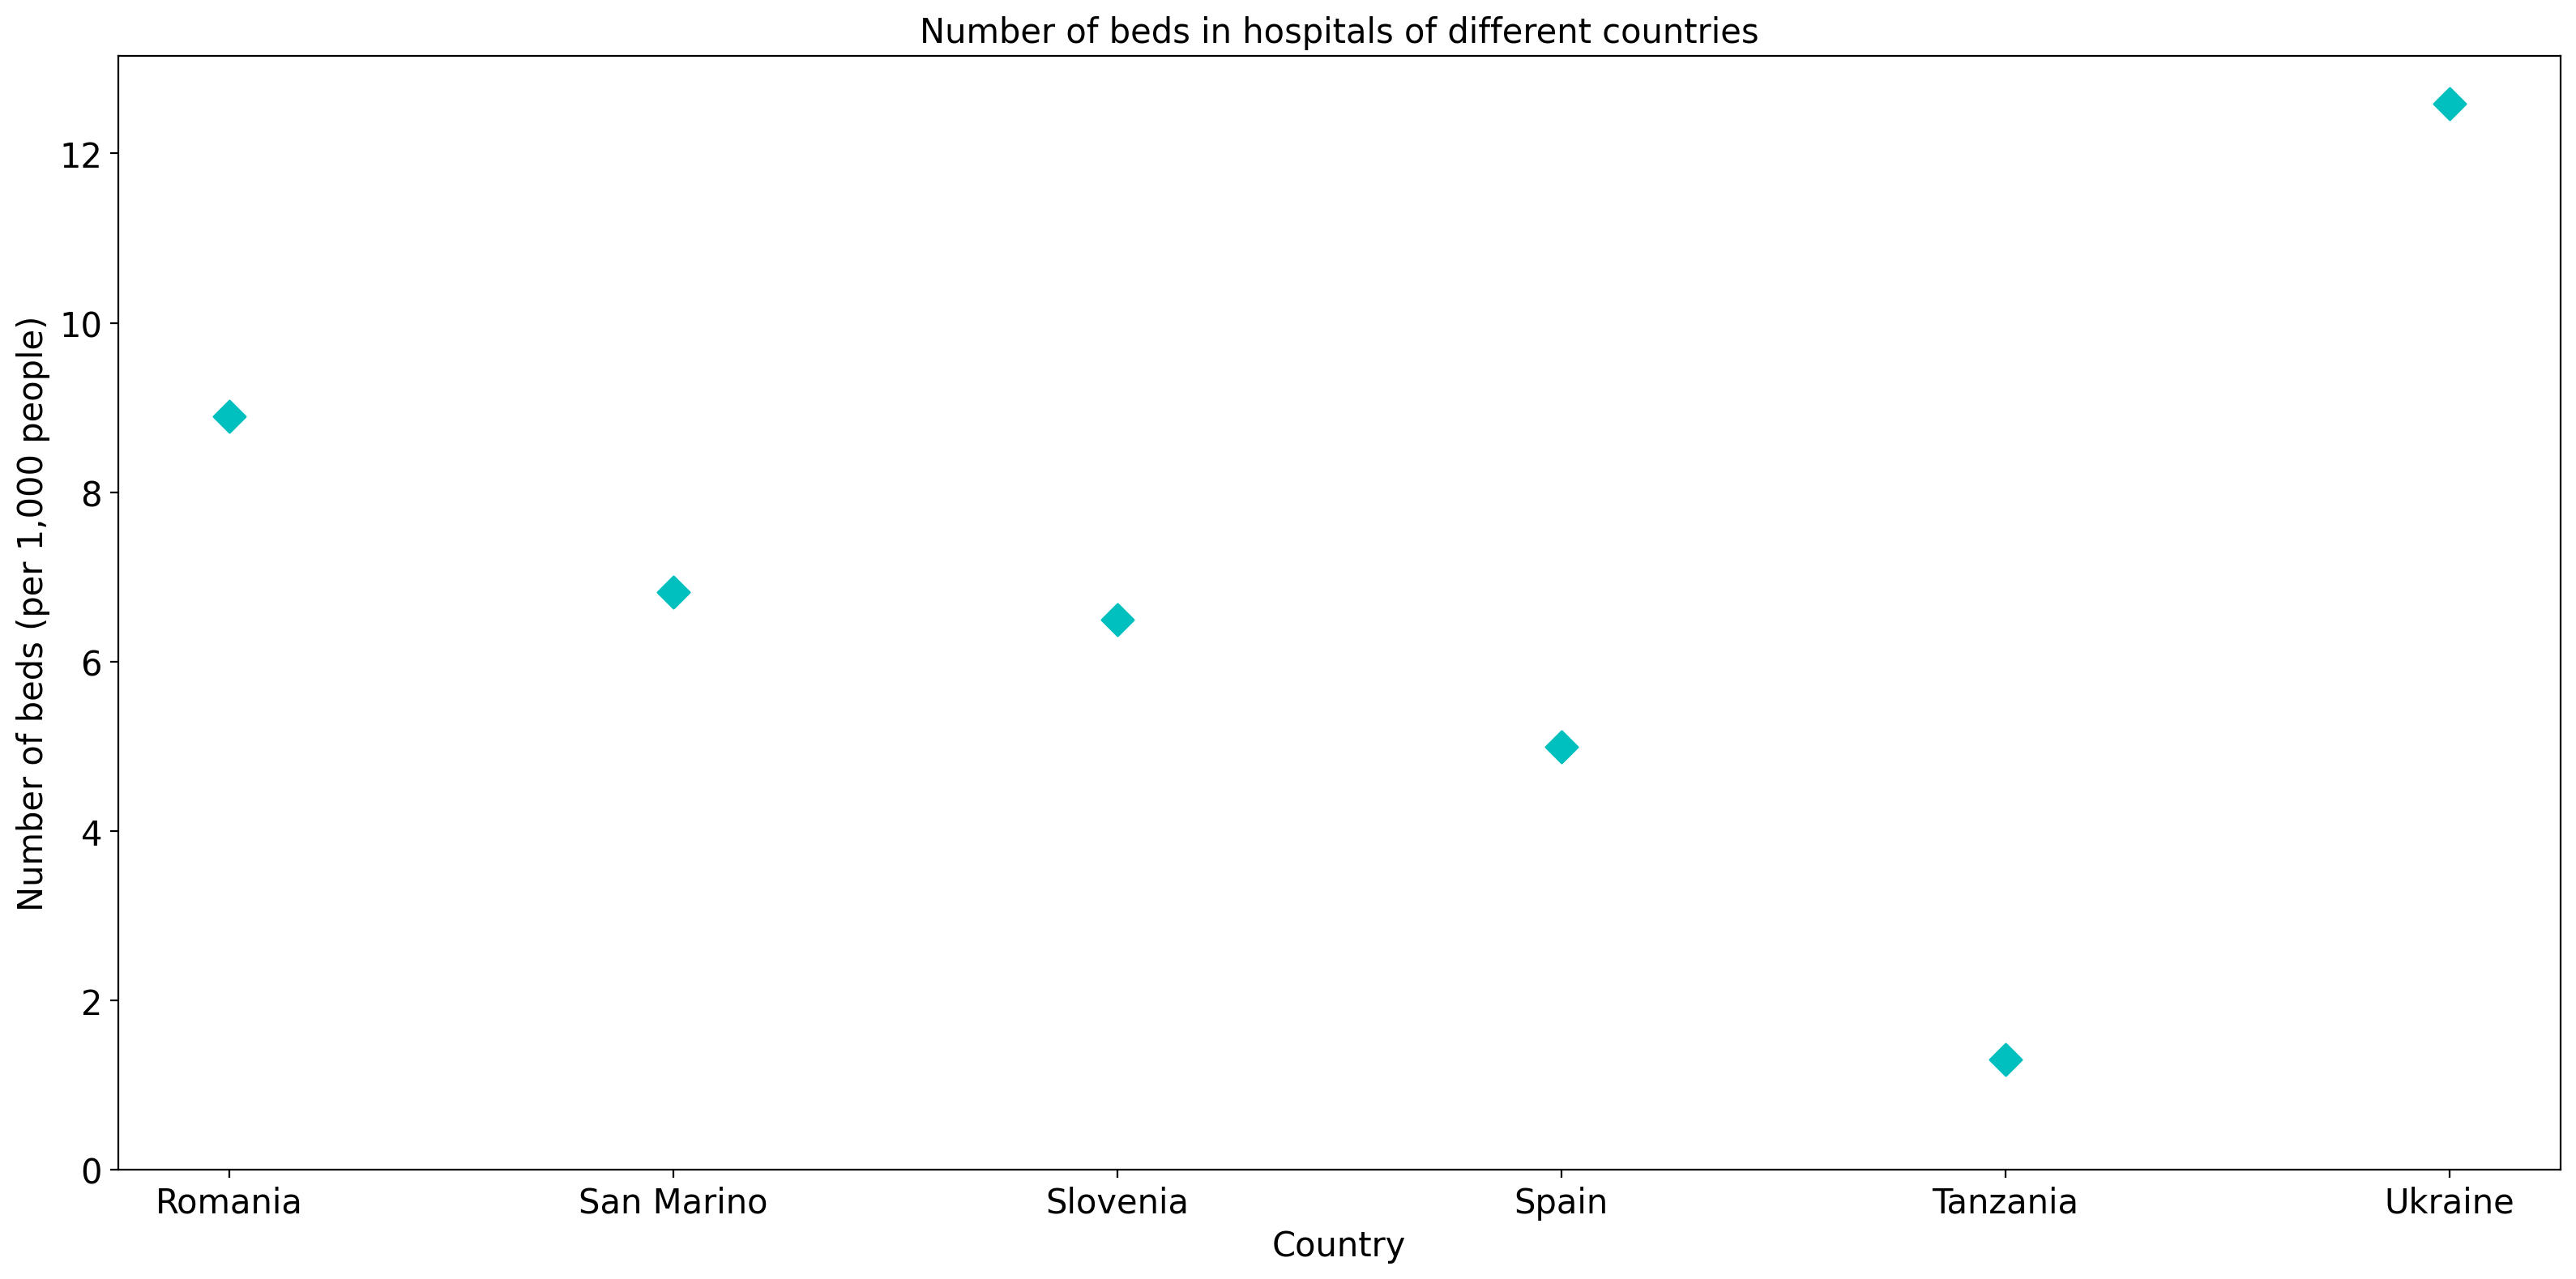 Number of beds in hospitals of different countries
Number of beds (per 1,000 people)
12
10
8
6
4
2
0
Romania San Marino Slovenia Spain Tanzania Ukraine
Country